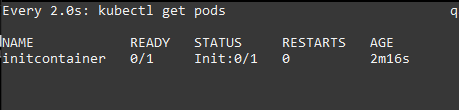 Every 2.0s: kubectl get pods q
NAME READY STATUS RESTARTS AGE
initcontainer 0/1 Init:0/1 0 2m16s